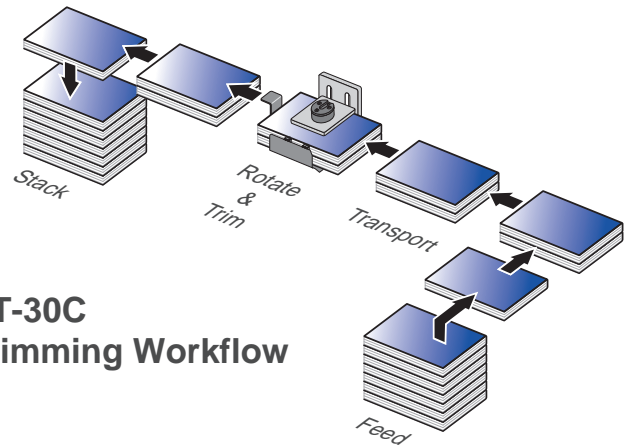 Stack
Rotate
&
Trim
Transport
T-30C
imming Workflow
Feed